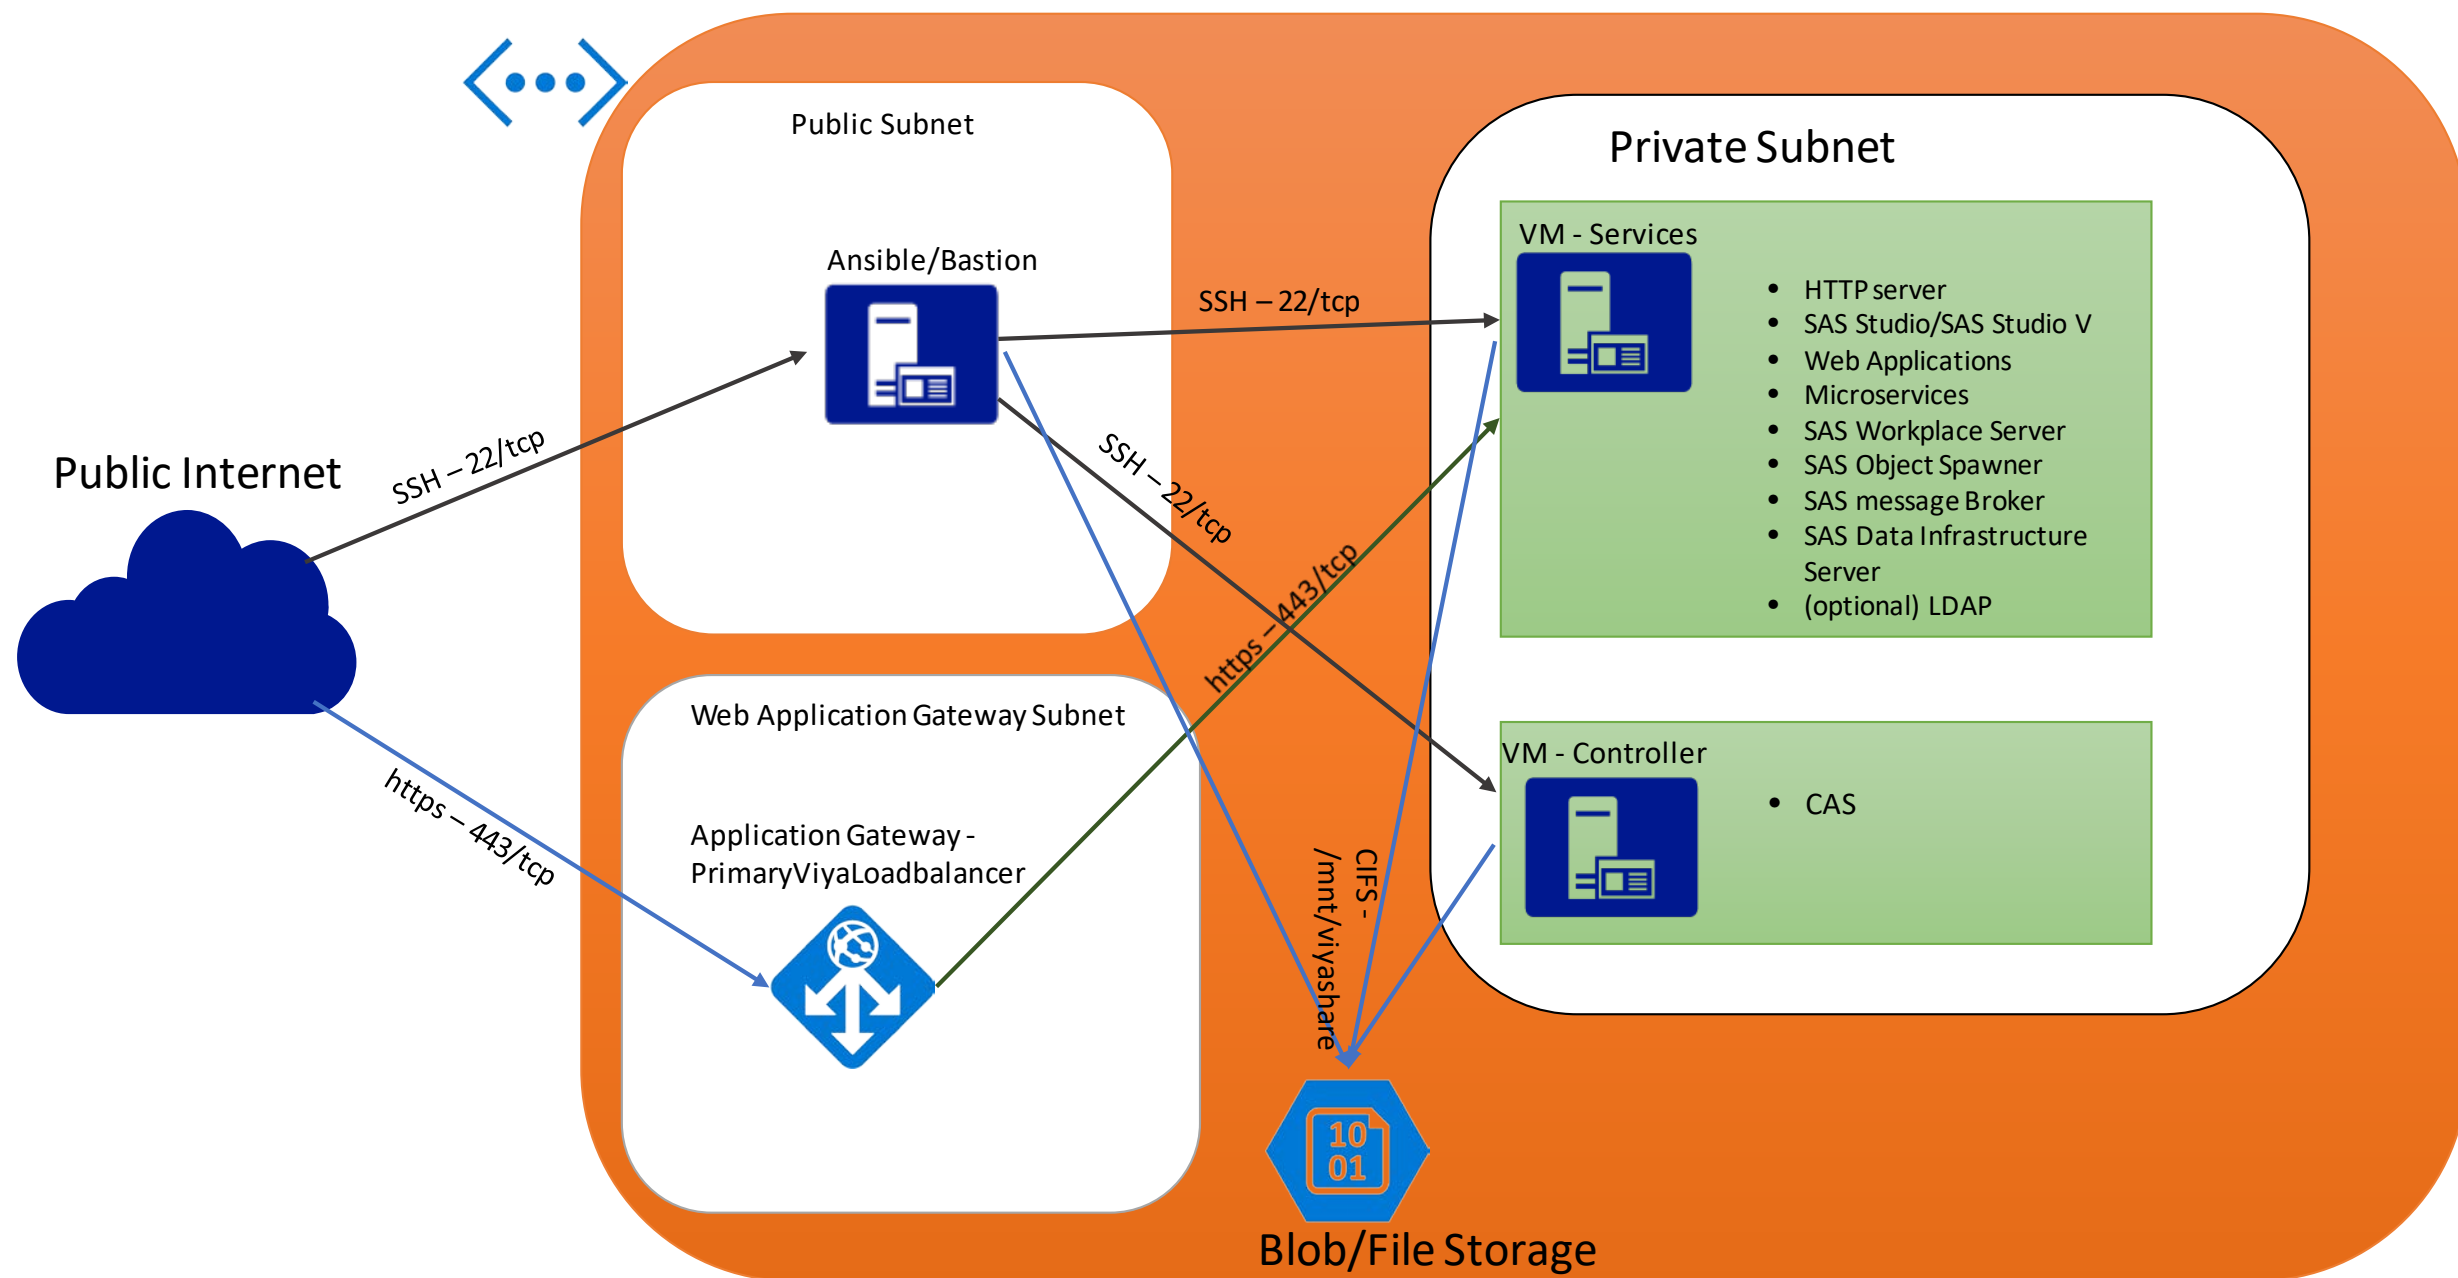 Public Subnet
Private Subnet
VM - Services
Ansible/Bastion
SSH – 22/tcp
• HTTP server
• SAS Studio/SAS Studio V
• Web Applications
• Microservices
• SAS Workplace Server
• SAS Object Spawner
• SAS message Broker
• SAS Data Infrastructure
Server
• (optional) LDAP
Public Internet
SSH – 22/tcp
SSH – 22/tcp
https – 443/tcp
Web Application Gateway Subnet
VM - Controller
• CAS
https – 443/tcp
Application Gateway -
PrimaryViyaLoadbalancer
CIFS -
/mnt/viyashare
10
01
Blob/File Storage